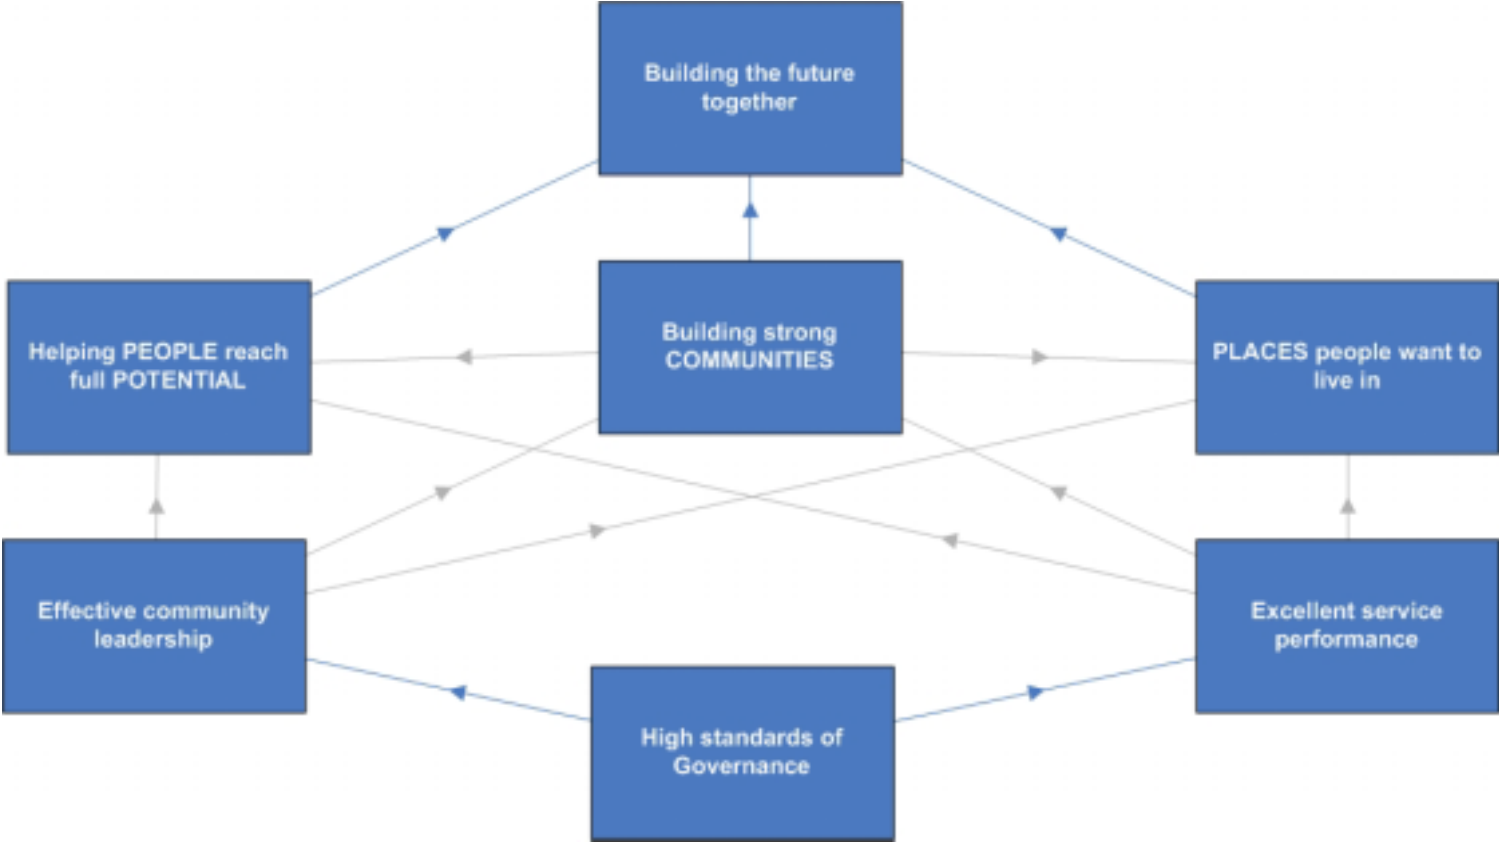 Building the future
together
Building strong
COMMUNITIES
Helping PEOPLE reach
full POTENTIAL
PLACES people want to
live in
Effective community
leadership
Excellent service
performance
High standards of
Governance